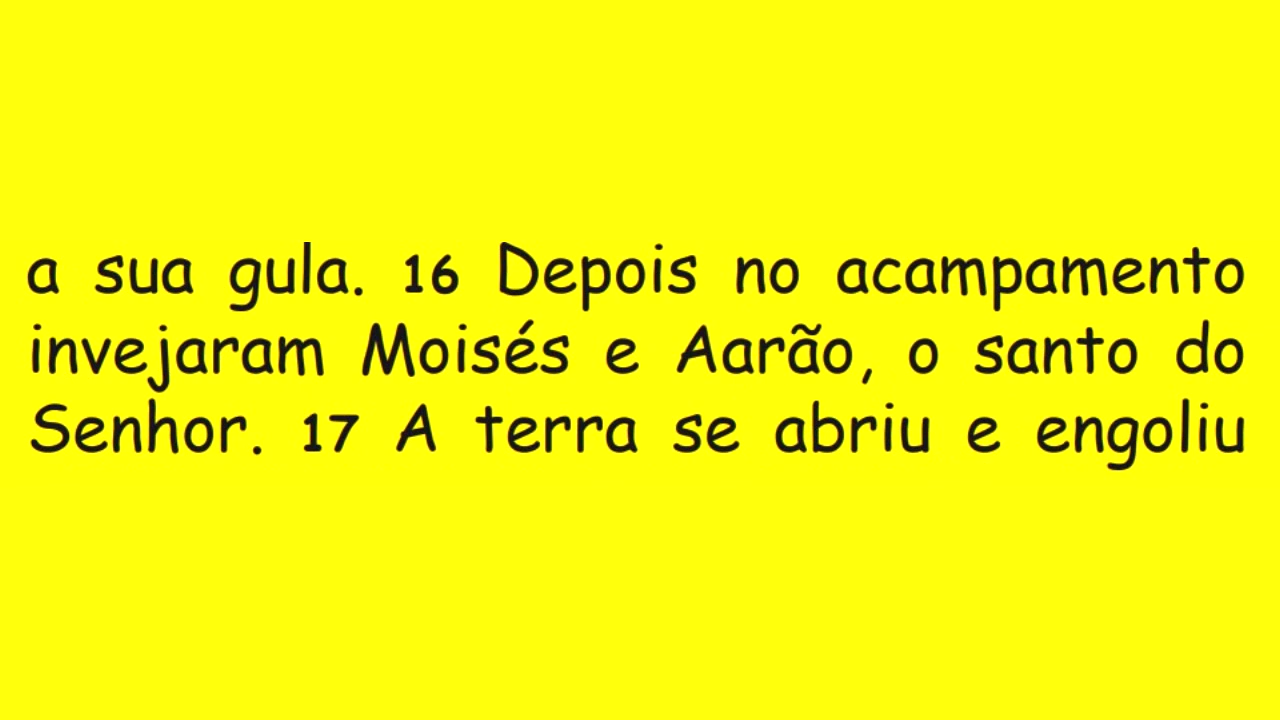 a sua gula. 16 Depois no acampamento
invejaram Moisés e Aarão, o santo do
Senhor. 17 A terra se abriu e engoliu